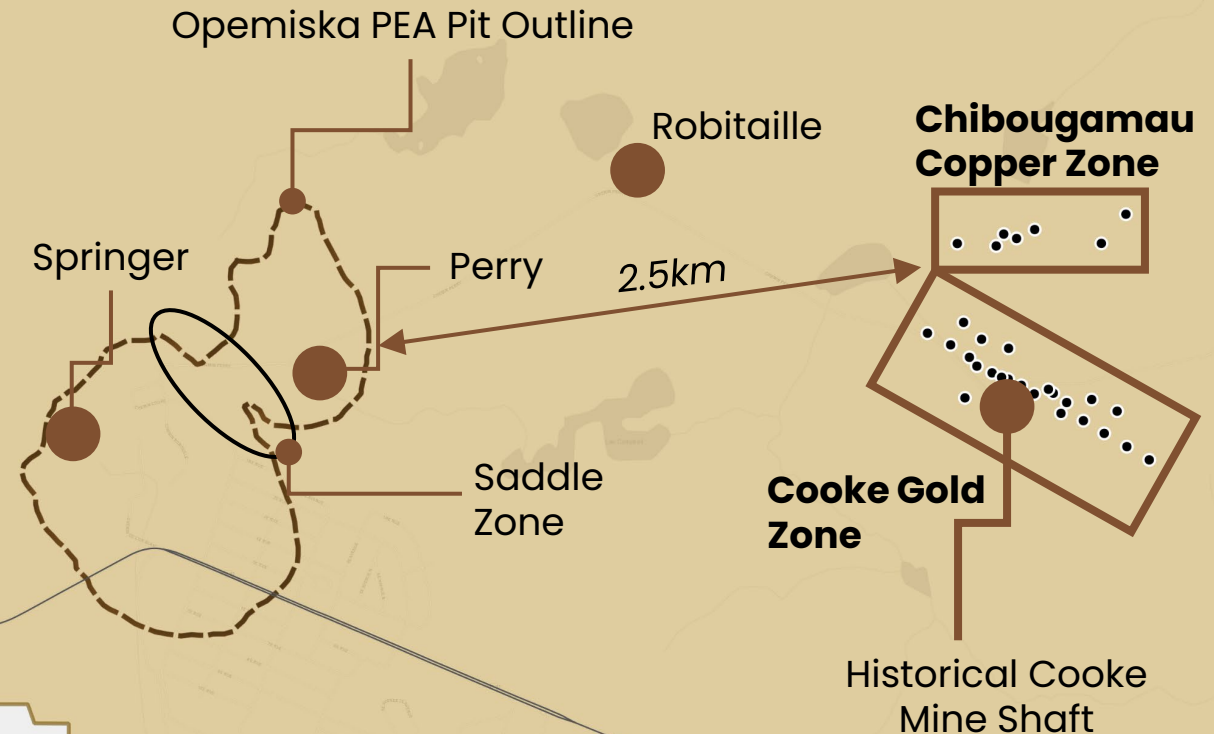 Opemiska PEA Pit Outline
Robitaille
Chibougamau
Copper Zone
Springer
Perry
2.5km
Saddle
Zone
Cooke Gold
Zone
Historical Cooke
Mine Shaft